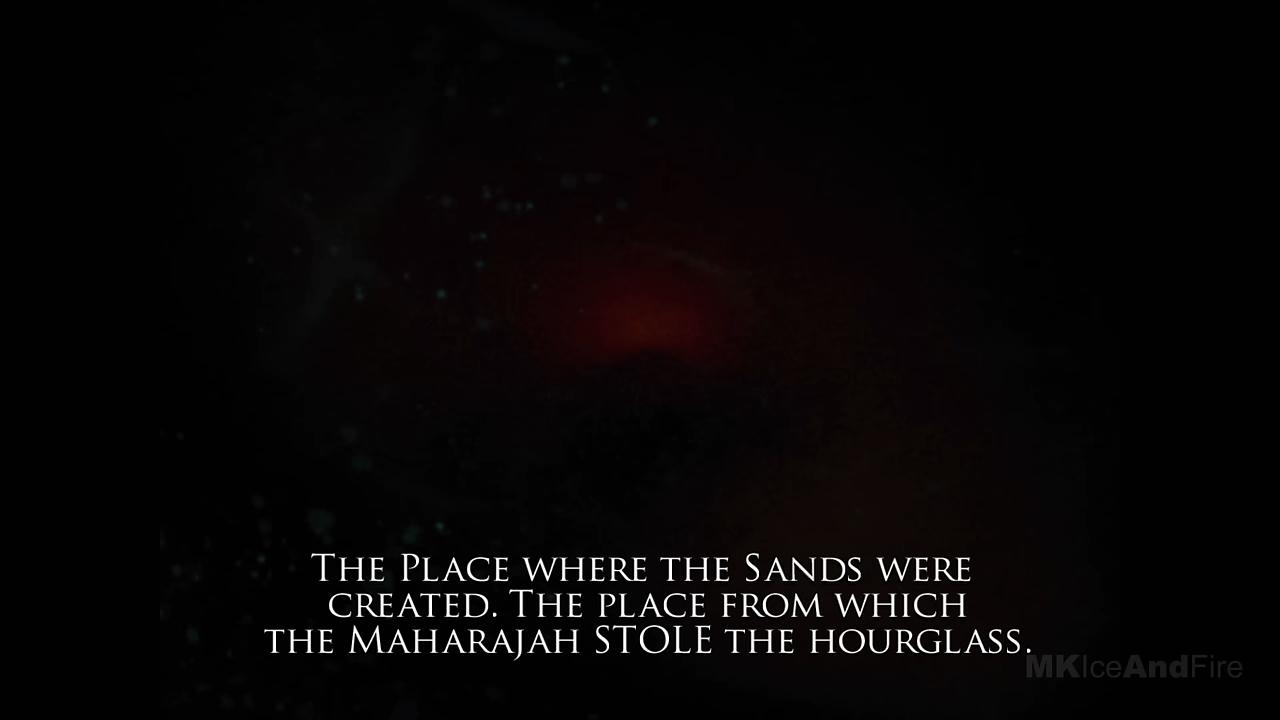 The Place where the Sands were
created. The place from which
the Maharajah STOLE the hourglass.
MKIceAndFire